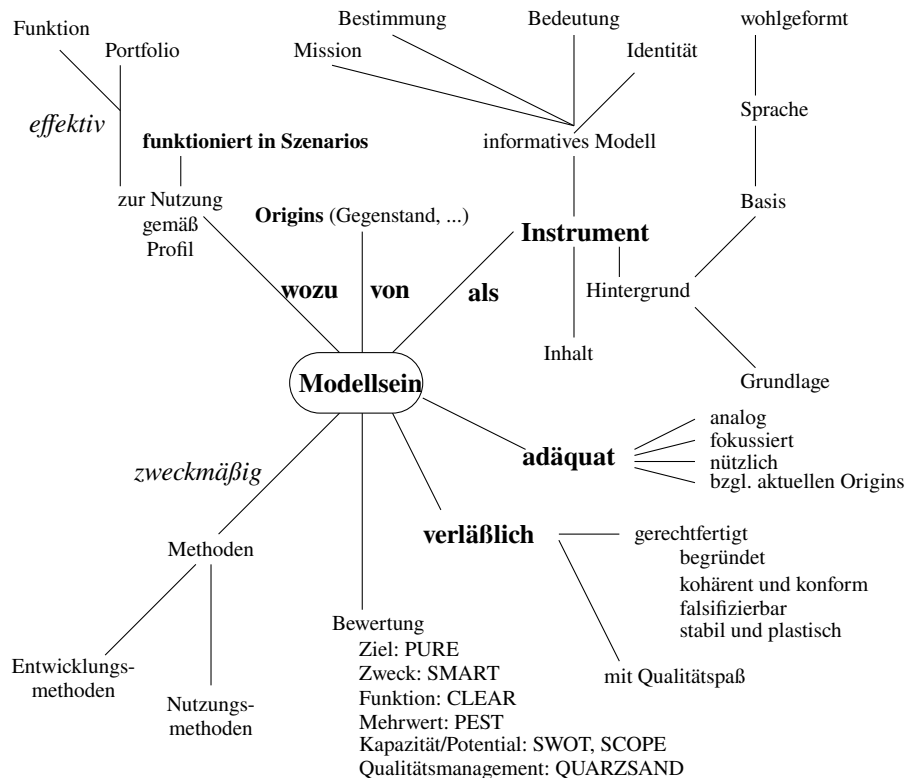 Funktion
Portfolio
effektiv
funktioniert in Szenarios
zur Nutzung
gemäß
Profil
Bestimmung
Mission
Bedeutung
Identität
informatives Modell
wohlgeformt
Sprache
Basis
Origins (Gegenstand, ...)
Instrument
wozu
von
als
Hintergrund
Inhalt
Grundlage
Modellsein
adäquat
analog
fokussiert
nützlich
bzgl. aktuellen Origins
zweckmäßig
verläßlich
gerechtfertigt
begründet
kohärent und konform
falsifizierbar
stabil und plastisch
mit Qualitätspaß
Methoden
Entwicklungs-
methoden
Nutzungs-
methoden
Bewertung
Ziel: PURE
Zweck: SMART
Funktion: CLEAR
Mehrwert: PEST
Kapazität/Potential: SWOT, SCOPE
Qualitätsmanagement: QUARZSAND